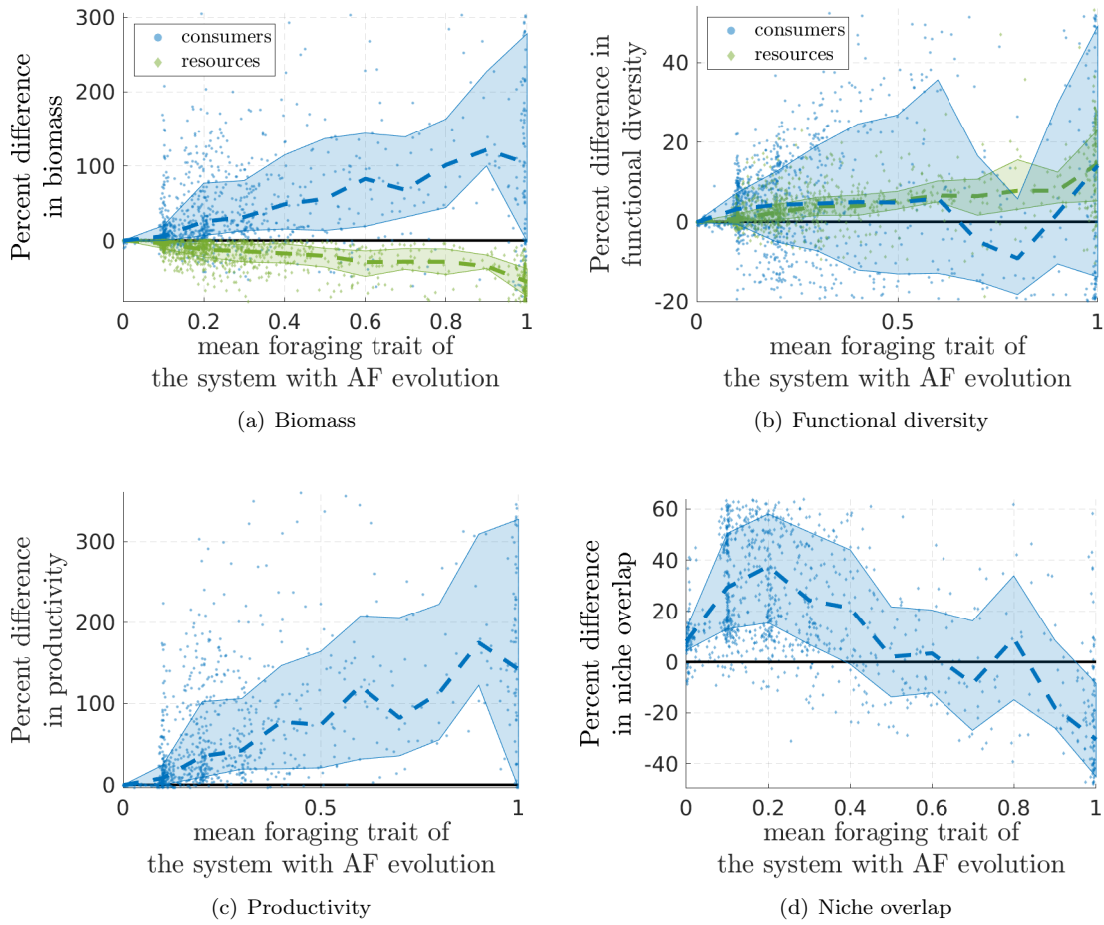 Percent difference
in biomass
300
200
100
0
consumers
resources
0 0.2 0.4 0.6 0.8 1
mean foraging trait of
the system with AF evolution
(a) Biomass
Percent difference in
functional diversity
40
20
0
-20
consumers
resources
0 0.5 1
mean foraging trait of
the system with AF evolution
(b) Functional diversity
Percent difference
in productivity
300
200
100
0
0 0.5 1
mean foraging trait of
the system with AF evolution
(c) Productivity
Percent difference
in niche overlap
60
40
20
0
-20
-40
0 0.2 0.4 0.6 0.8 1
mean foraging trait of
the system with AF evolution
(d) Niche overlap